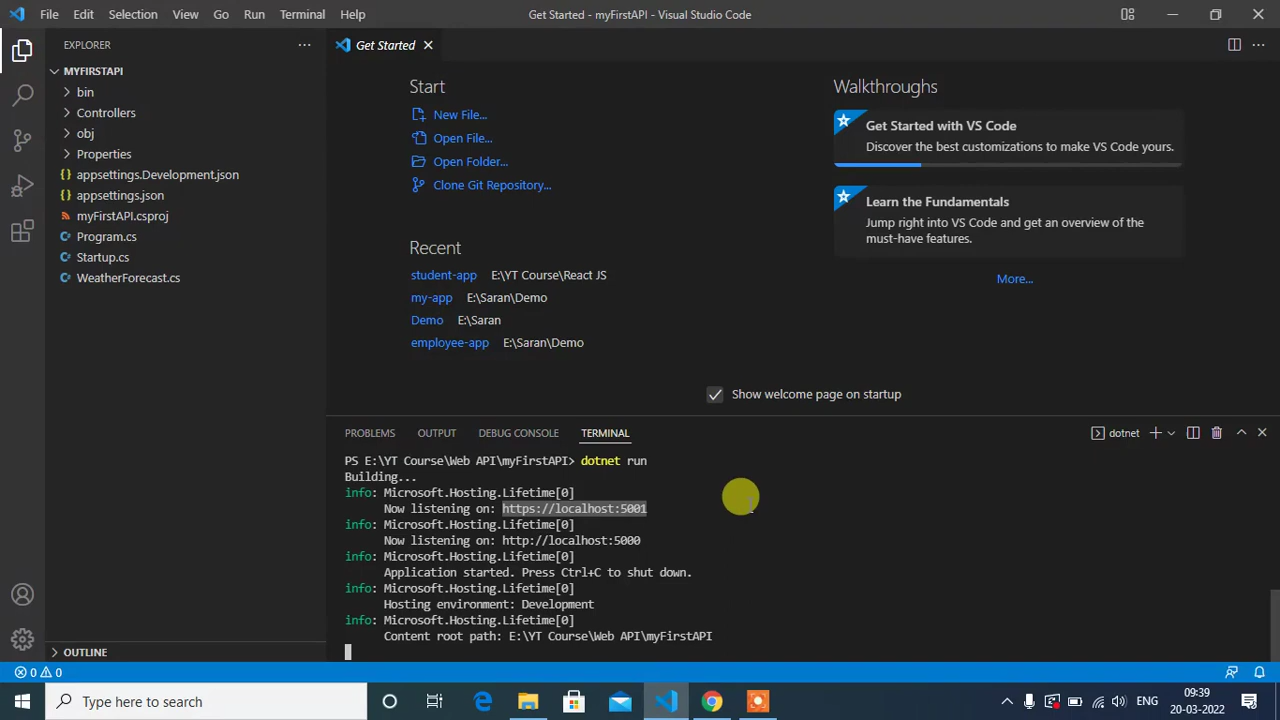 File Edit Selection View Go Run Terminal Help
Get Started - myFirstAPI - Visual Studio Code
EXPLORER
MYFIRSTAPI
bin
Controllers
obj
Properties
appsettings.Development.json
appsettings.json
myFirstAPI.csproj
Program.cs
Startup.cs
WeatherForecast.cs
OUTLINE
Get Started
Start
New File...
Open File...
Open Folder...
Clone Git Repository...
Recent
student-app E:\YT Course\React JS
my-app E:\Saran\Demo
Demo E:\Saran
employee-app E:\Saran\Demo
Walkthroughs
Get Started with VS Code
Discover the best customizations to make VS Code yours.
Learn the Fundamentals
Jump right into VS Code and get an overview of the
must-have features.
More...
Show welcome page on startup
PROBLEMS OUTPUT DEBUG CONSOLE TERMINAL
dotnet
PS E:\YT Course\Web API\myFirstAPI> dotnet run
Building...
info: Microsoft.Hosting.Lifetime[0]
Now listening on: https://localhost:5001
info: Microsoft.Hosting.Lifetime[0]
Now listening on: http://localhost:5000
info: Microsoft.Hosting.Lifetime[0]
Application started. Press Ctrl+C to shut down.
info: Microsoft.Hosting.Lifetime[0]
Hosting environment: Development
info: Microsoft.Hosting.Lifetime[0]
Content root path: E:\YT Course\Web API\myFirstAPI
0 0
Type here to search
ENG
09:39
20-03-2022